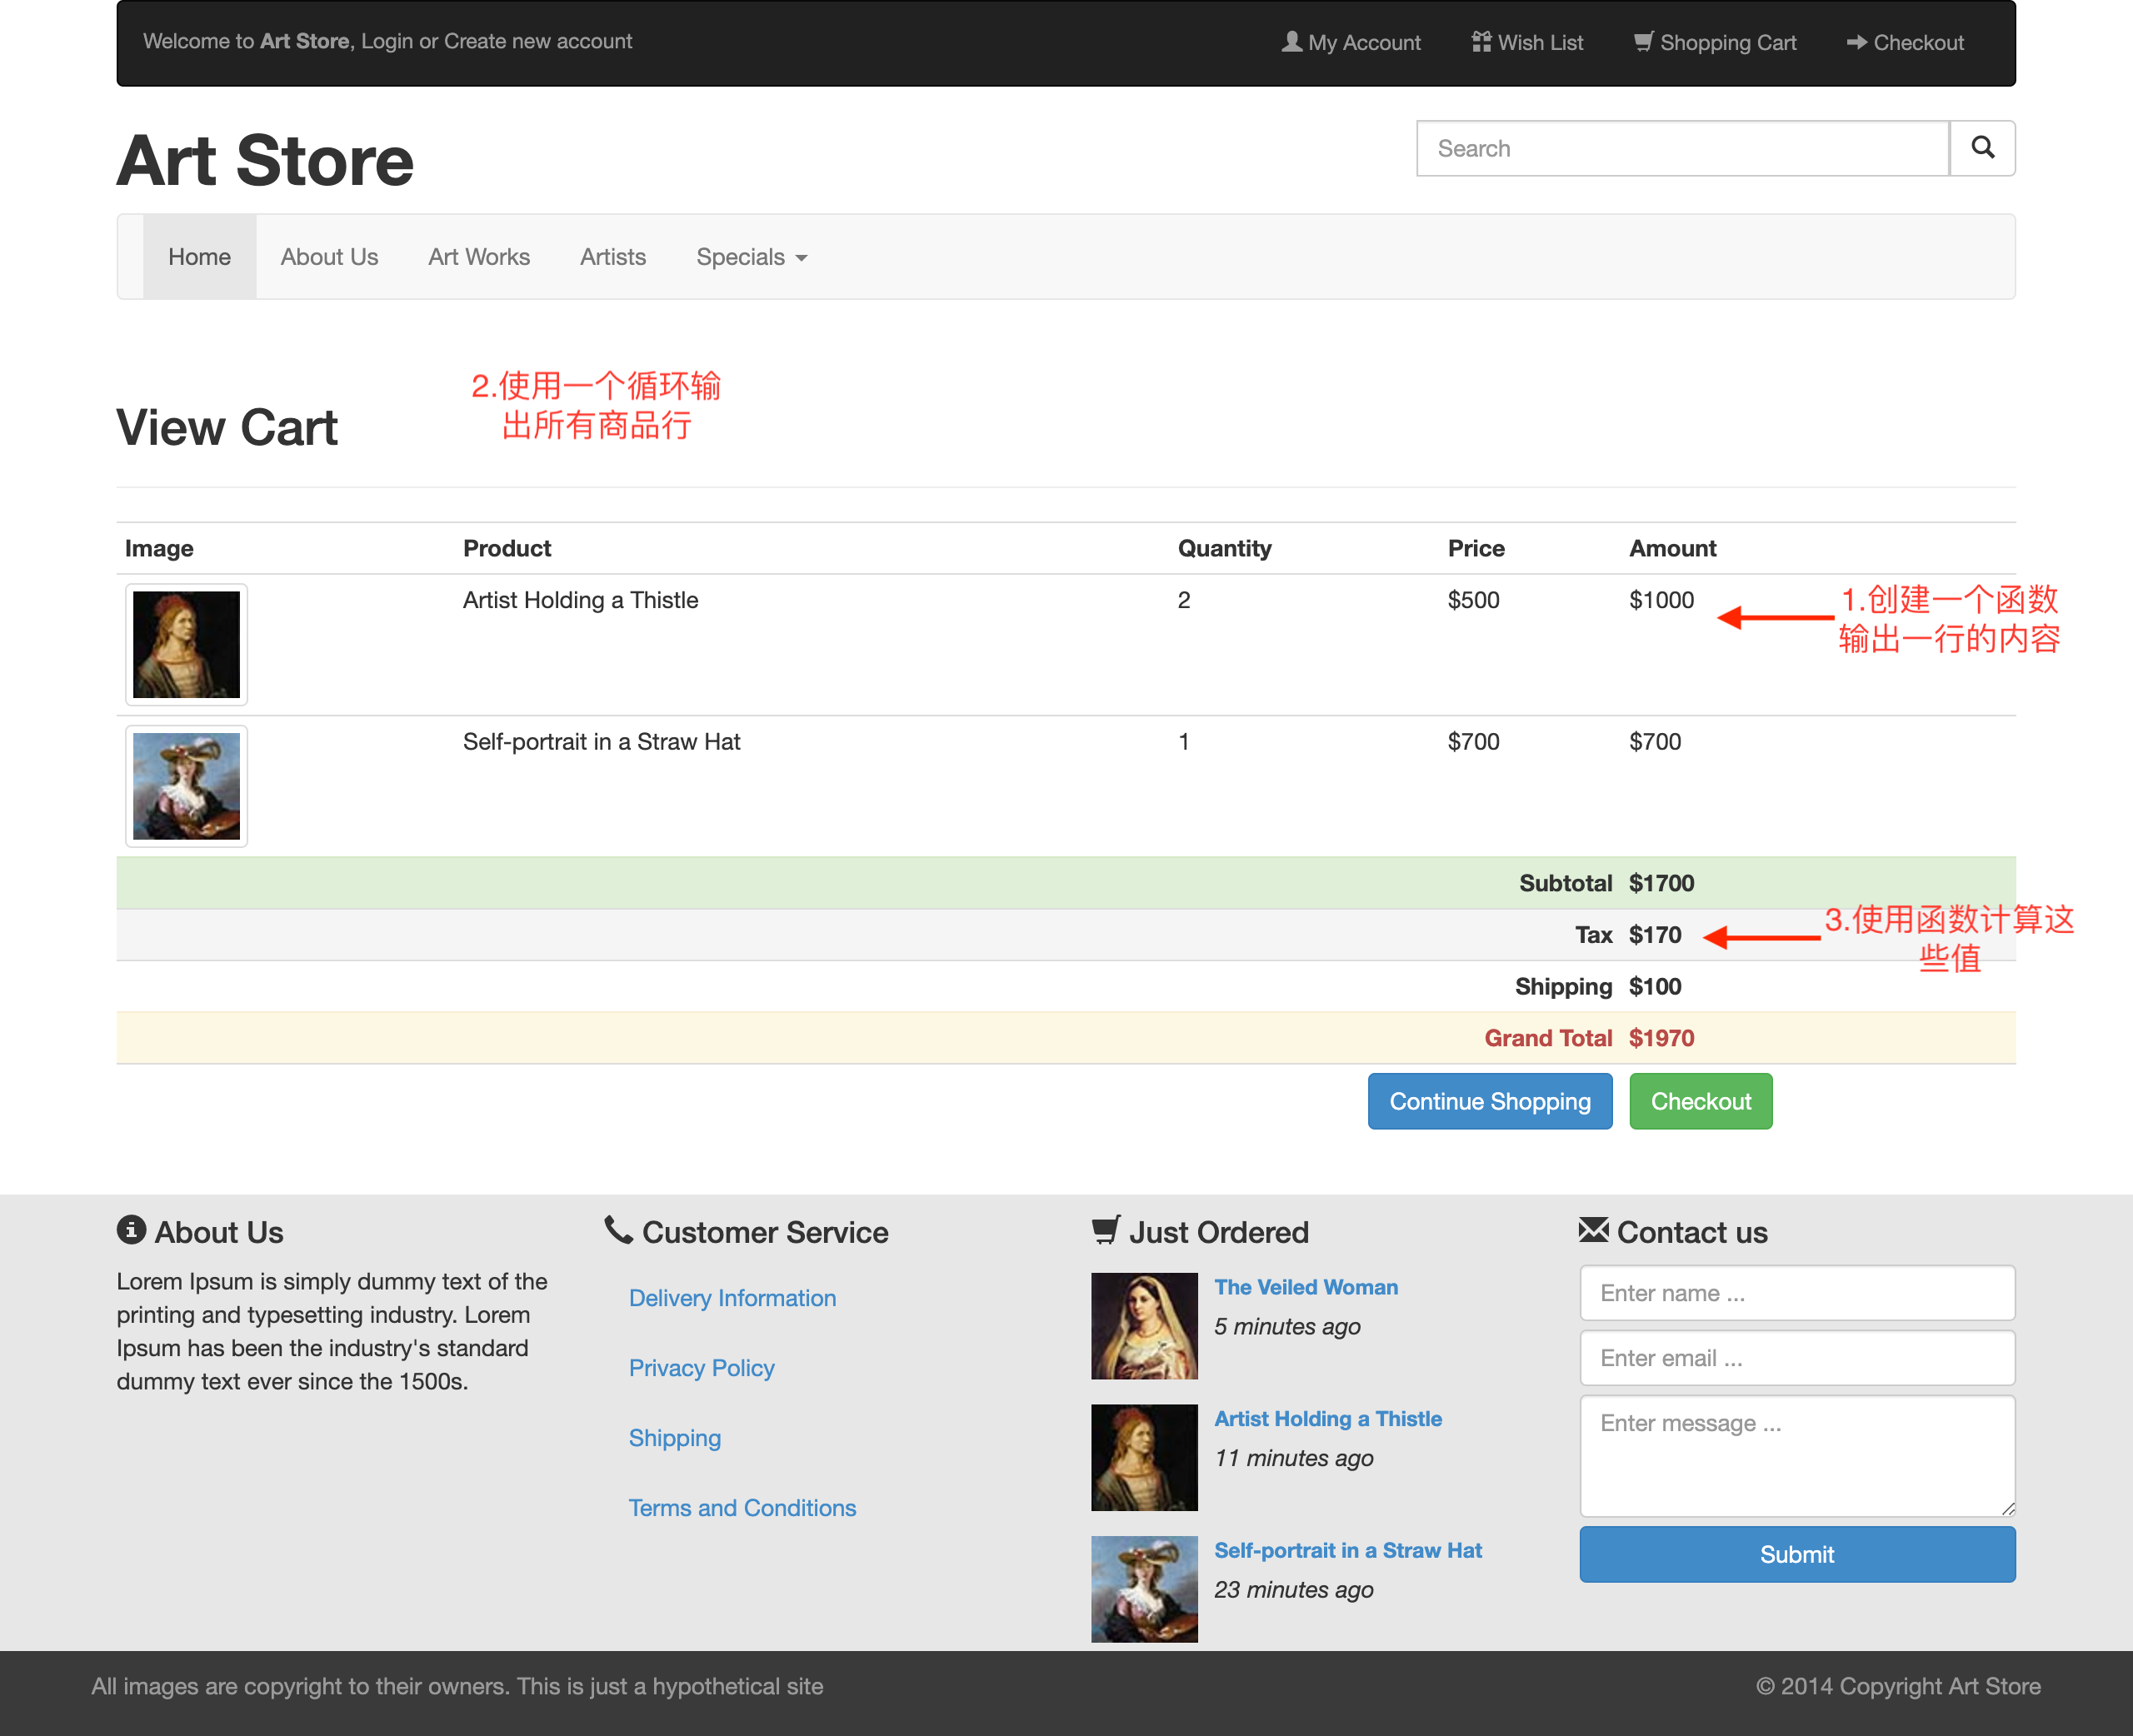 Welcome to Art Store, Login or Create new account
My Account
Wish List
Shopping Cart
Checkout
Art Store
Search
Home
About Us
Art Works
Artists
Specials
2.使用一个循环输
出所有商品行
View Cart
Image Product Quantity Price Amount
Artist Holding a Thistle 2 $500 $1000
1.创建一个函数
输出一行的内容
Self-portrait in a Straw Hat 1 $700 $700
Subtotal $1700
Tax $170
3.使用函数计算这
些值
Shipping $100
Grand Total $1970
Continue Shopping
Checkout
About Us
Lorem Ipsum is simply dummy text of the
printing and typesetting industry. Lorem
Ipsum has been the industry's standard
dummy text ever since the 1500s.
Customer Service
Delivery Information
Privacy Policy
Shipping
Terms and Conditions
Just Ordered
The Veiled Woman
5 minutes ago
Artist Holding a Thistle
11 minutes ago
Self-portrait in a Straw Hat
23 minutes ago
Contact us
Enter name ...
Enter email ...
Enter message ...
Submit
All images are copyright to their owners. This is just a hypothetical site
© 2014 Copyright Art Store